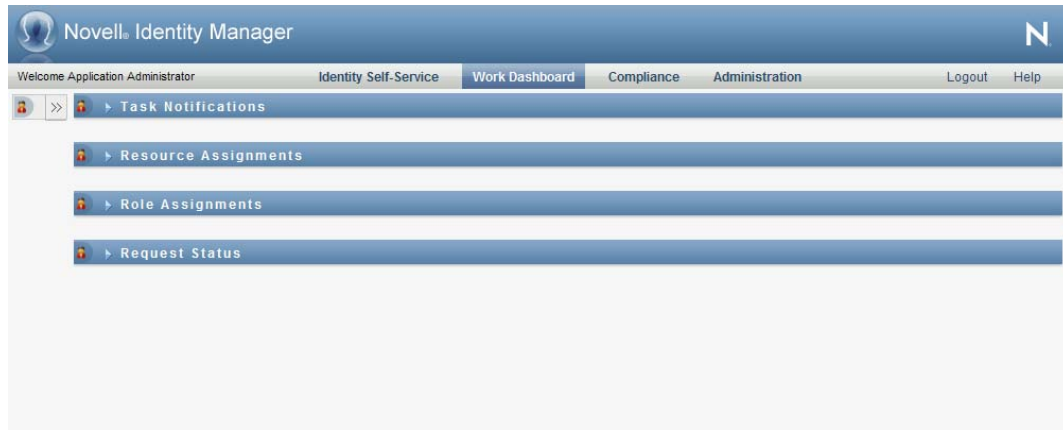 Novell® Identity Manager
N
Welcome Application Administrator Identity Self-Service Work Dashboard Compliance Administration Logout Help
Task Notifications
Resource Assignments
Role Assignments
Request Status